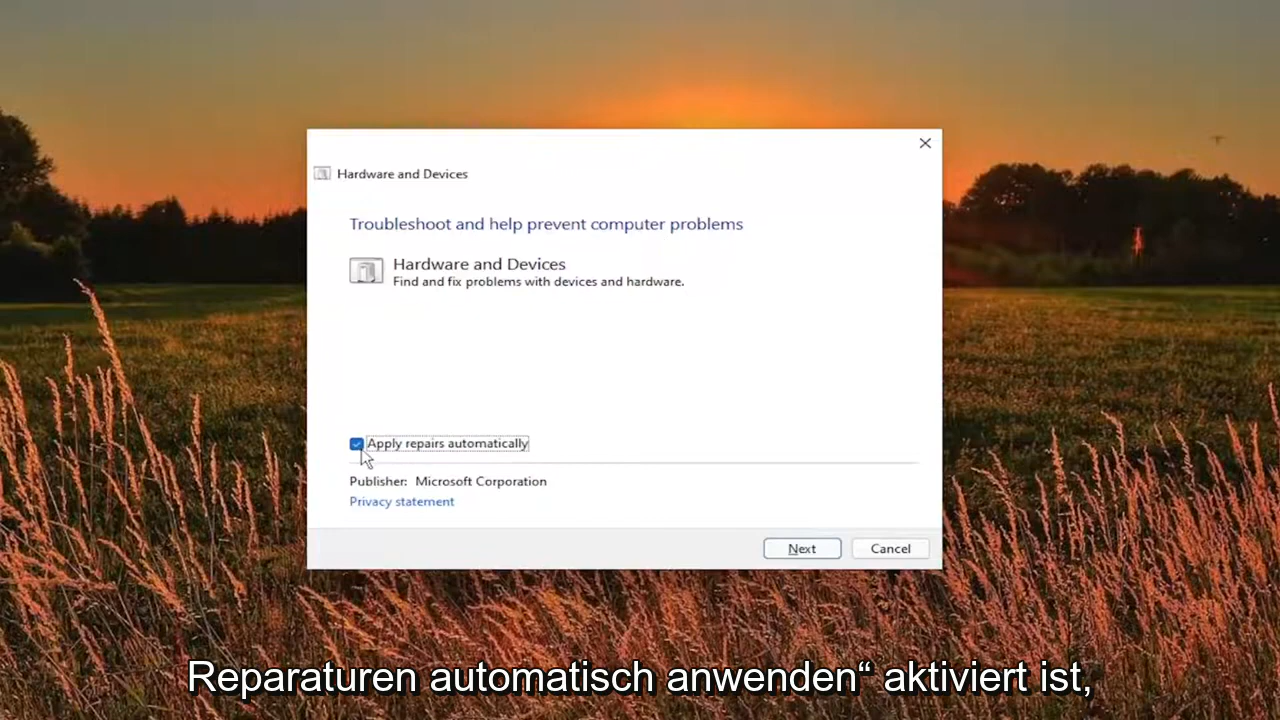 Hardware and Devices
Troubleshoot and help prevent computer problems
Hardware and Devices
Find and fix problems with devices and hardware.
Apply repairs automatically
Publisher: Microsoft Corporation
Privacy statement
Next Cancel
Reparaturen automatisch anwenden“ aktiviert ist,